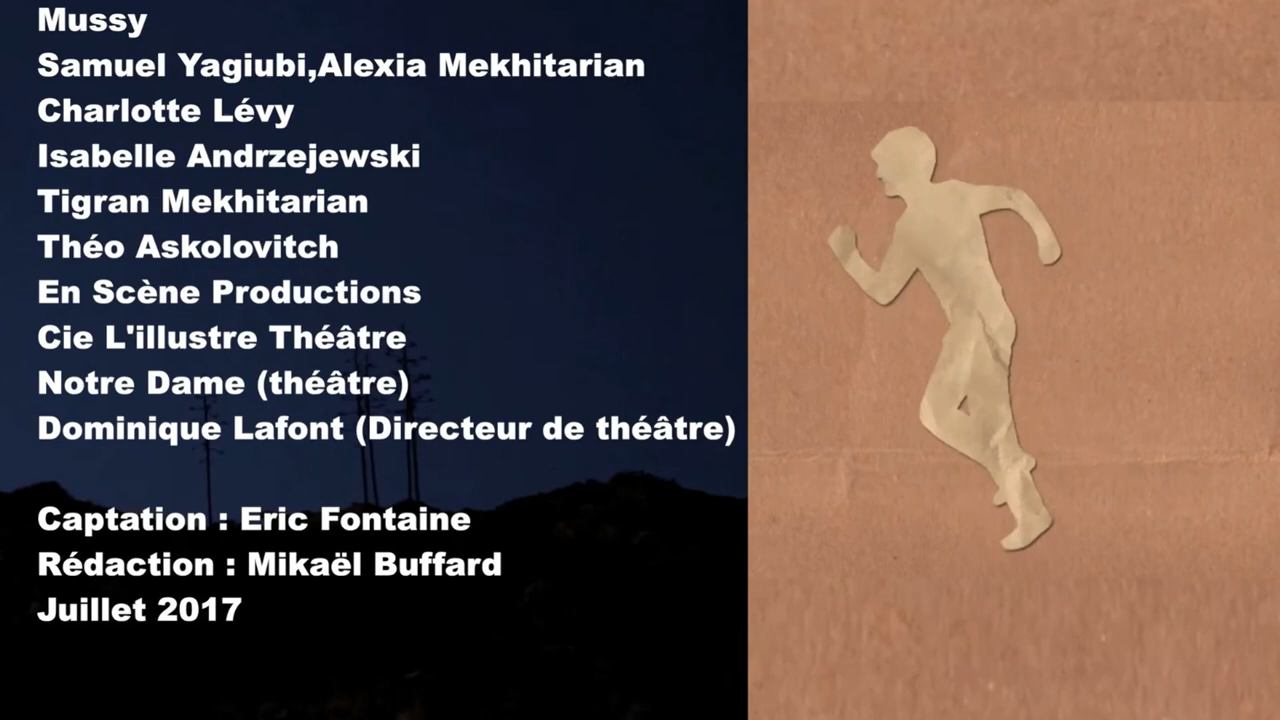 Mussy
Samuel Yagiubi,Alexia Mekhitarian
Charlotte Lévy
Isabelle Andrzejewski
Tigran Mekhitarian
Théo Askolovitch
En Scène Productions
Cie L'illustre Théâtre
Notre Dame (théâtre)
Dominique Lafont (Directeur de théâtre)
Captation : Eric Fontaine
Rédaction : Mikaël Buffard
Juillet 2017